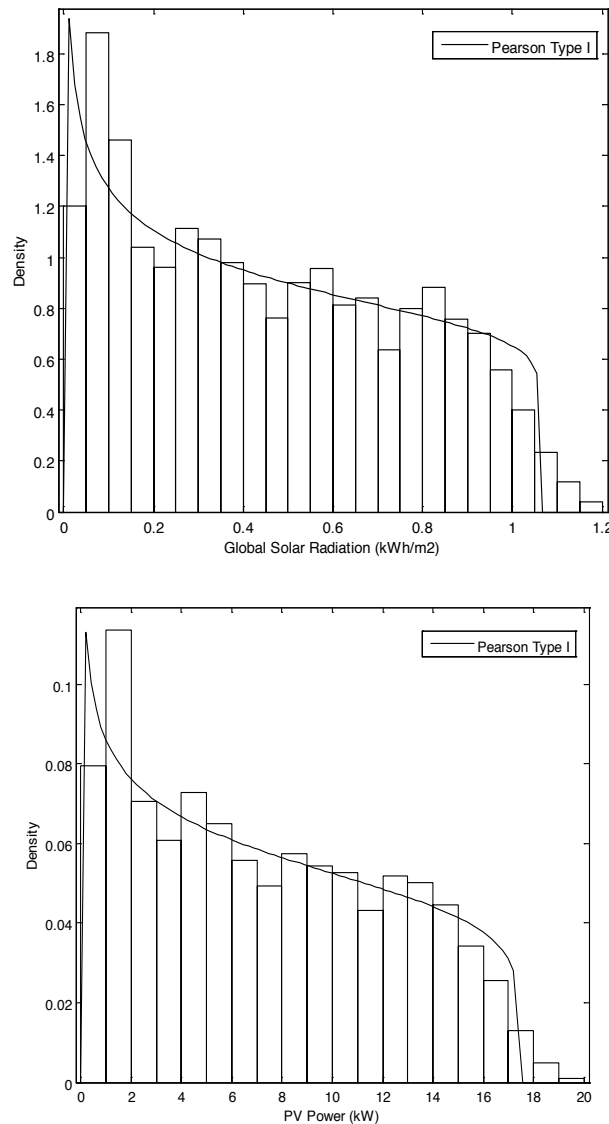 1.8
1.6
1.4
1.2
1
0.8
0.6
0.4
0.2
0
Density
Pearson Type I
0 0.2 0.4 0.6 0.8 1 1.2
Global Solar Radiation (kWh/m2)
0.1
0.08
0.06
0.04
0.02
0
Density
Pearson Type I
0 2 4 6 8 10 12 14 16 18 20
PV Power (kW)